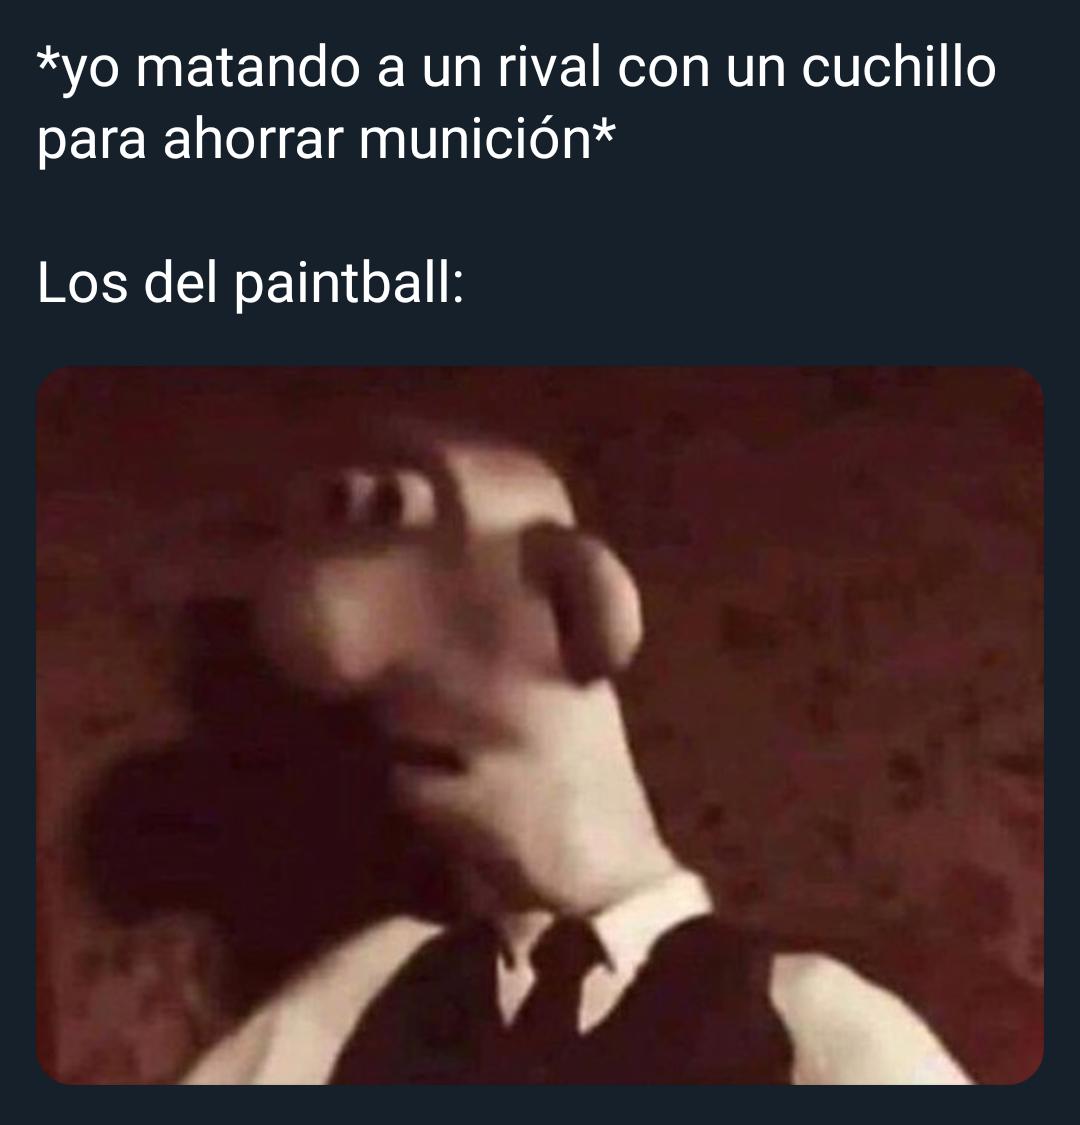 *yo matando a un rival con un cuchillo
para ahorrar munición*
Los del paintball: